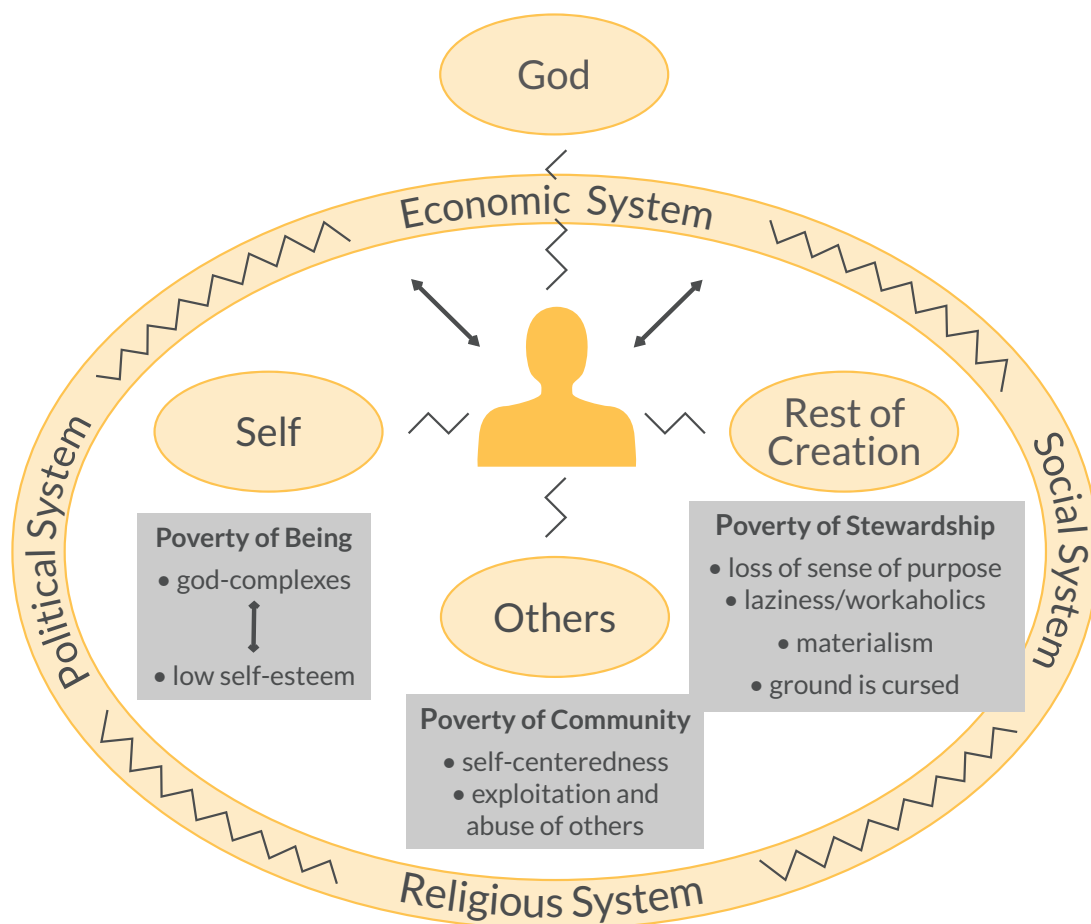 God
Economic System
Self
Rest of
Creation
Political System
Social System
Poverty of Being
• god-complexes
• low self-esteem
Others
Poverty of Stewardship
• loss of sense of purpose
• laziness/workaholics
• materialism
• ground is cursed
Poverty of Community
• self-centeredness
• exploitation and
abuse of others
Religious System